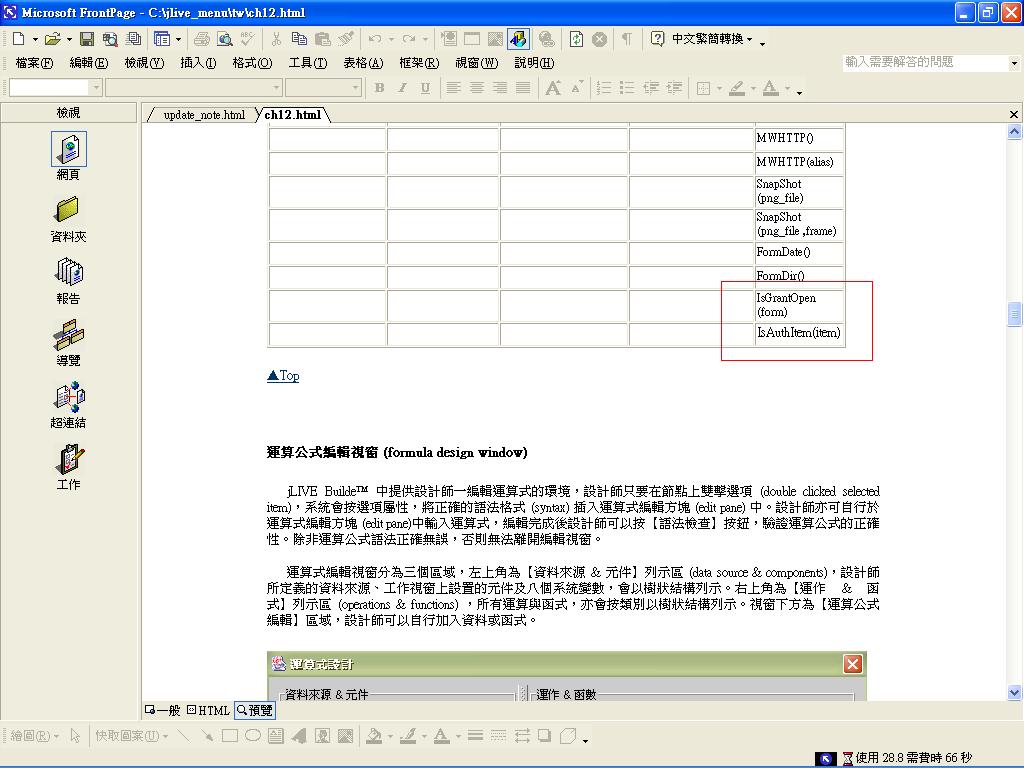 Microsoft FrontPage - C:\jlive_menu\tw\ch12.html
中文繁簡轉換
檔案(F) 編輯(E) 檢視(V) 插入(I) 格式(O) 工具(T) 表格(A) 框架(R) 視窗(W) 說明(H)
輸入需要解答的問題
B I U
檢視
update_note.html ch12.html
網頁
資料夾
報告
導覽
超連結
工作
MWHTTP()
MWHTTP(alias)
SnapShot
(png_file)
SnapShot
(png_file ,frame)
FormDate()
FormDir()
IsGrantOpen
(form)
IsAuthItem(item)
▲Top
運算公式編輯視窗 (formula design window)
jLIVE Builde™ 中提供設計師一編輯運算式的環境，設計師只要在節點上雙擊選項 (double clicked selected
item)，系統會按選項屬性，將正確的語法格式 (syntax) 插入運算式編輯方塊 (edit pane) 中。設計師亦可自行於
運算式編輯方塊 (edit pane)中輸入運算式，編輯完成後設計師可以按【語法檢查】按鈕，驗證運算公式的正確
性。除非運算公式語法正確無誤，否則無法離開編輯視窗。
運算式編輯視窗分為三個區域，左上角為【資料來源 & 元件】列示區 (data source & components)，設計師
所定義的資料來源、工作視窗上設置的元件及八個系統變數，會以樹狀結構列示。右上角為【運作 & 函
式】列示區 (operations & functions) ，所有運算與函式，亦會按類別以樹狀結構列示。視窗下方為【運算公式
編輯】區域，設計師可以自行加入資料或函式。
運算式設計
資料來源 & 元件 運作 & 函數
一般 HTML 預覽
繪圖(R) 快取圖案(U)
使用 28.8 需費時 66 秒